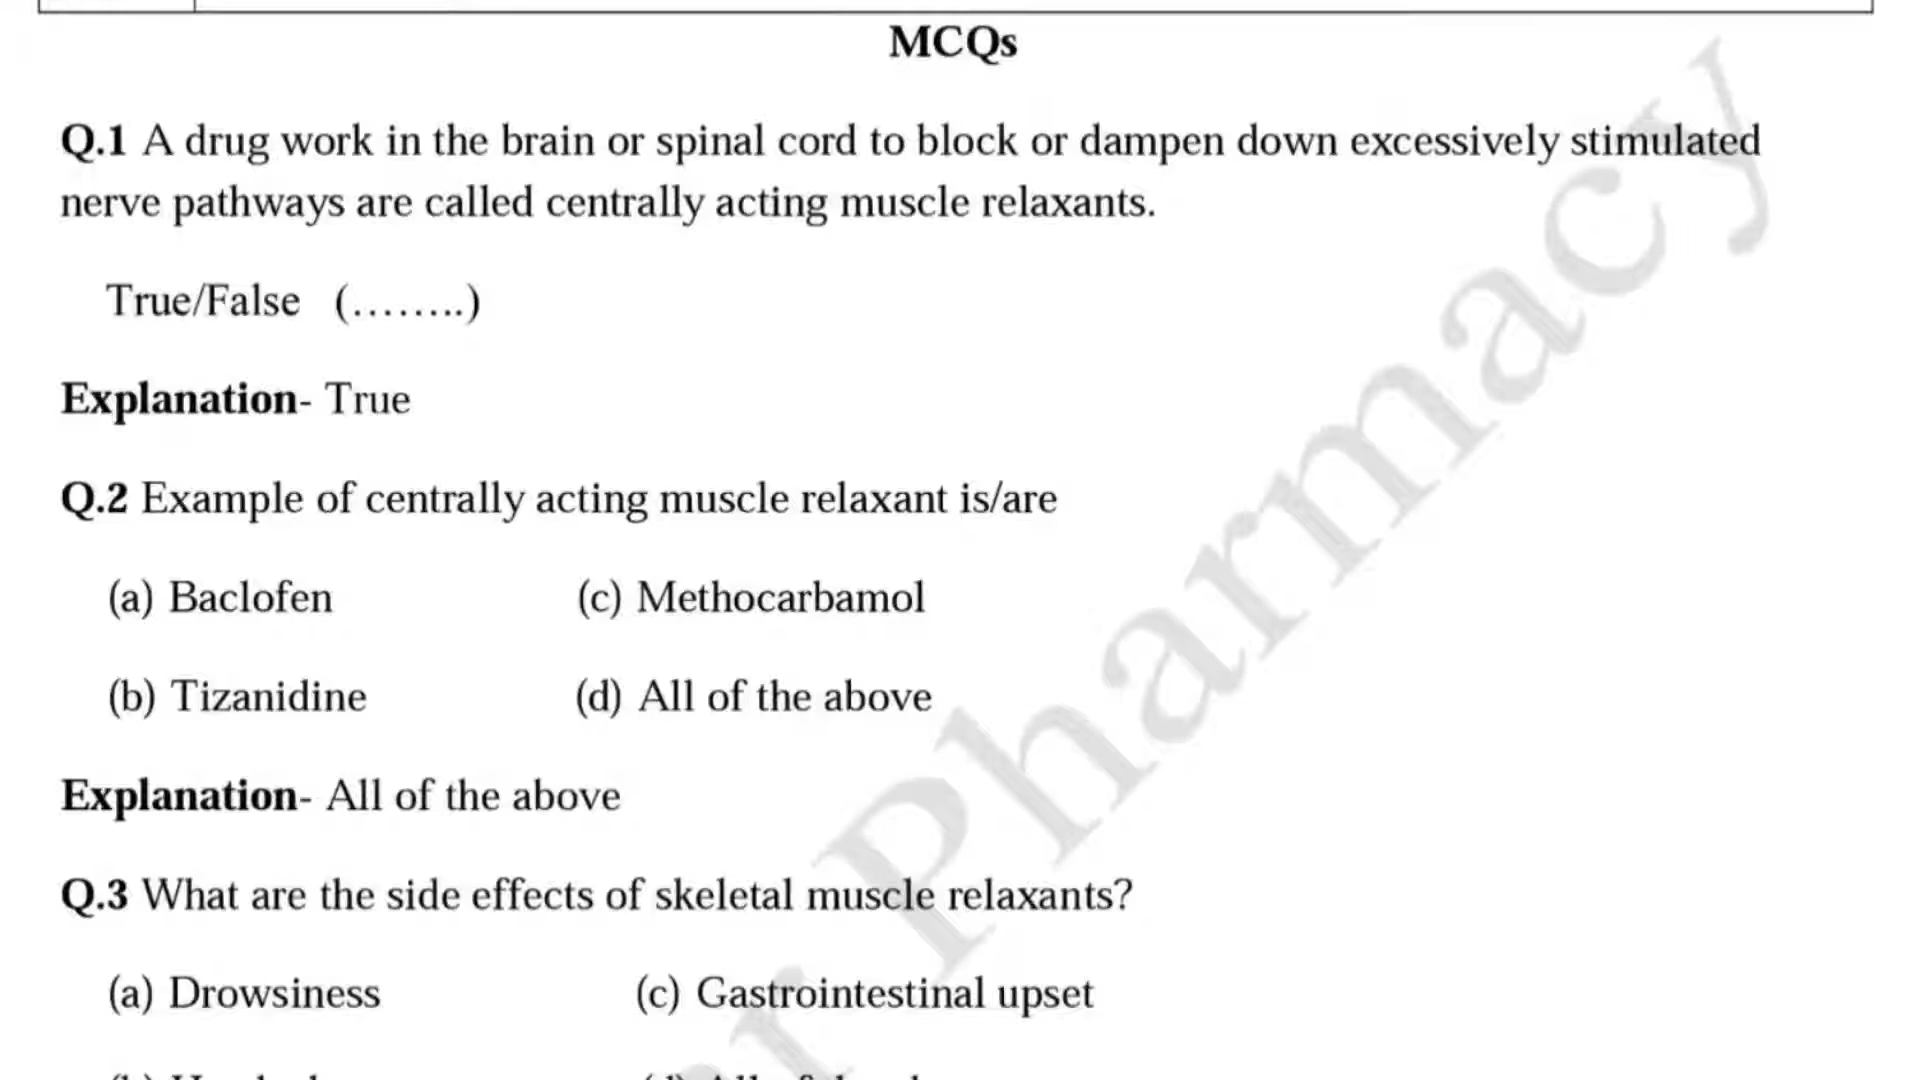 MCQs
Q.1 A drug work in the brain or spinal cord to block or dampen down excessively stimulated
nerve pathways are called centrally acting muscle relaxants.
True/False (........)
Explanation- True
Q.2 Example of centrally acting muscle relaxant is/are
(a) Baclofen (c) Methocarbamol
(b) Tizanidine (d) All of the above
Explanation- All of the above
Q.3 What are the side effects of skeletal muscle relaxants?
(a) Drowsiness (c) Gastrointestinal upset
r Pharmacy